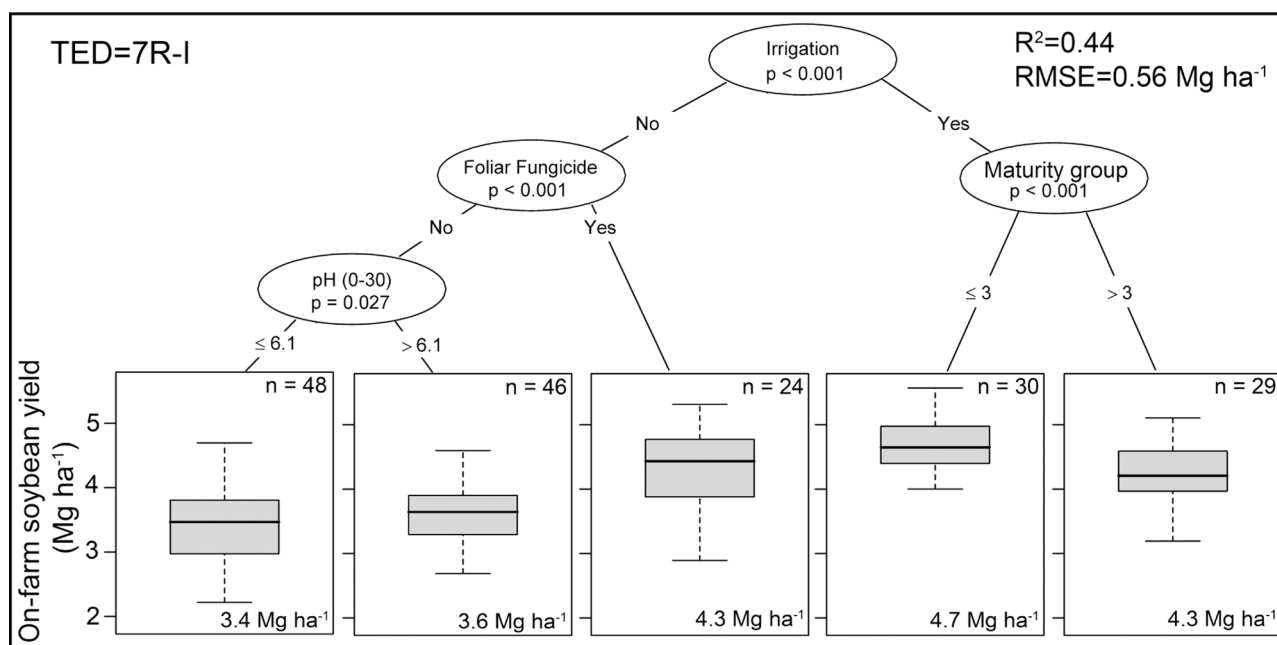 TED=7R-I
R²=0.44
RMSE=0.56 Mg ha⁻¹
Irrigation
p < 0.001
No
Yes
Foliar Fungicide
p < 0.001
Maturity group
p < 0.001
No
Yes
pH (0-30)
p = 0.027
≤ 3
> 3
≤ 6.1
> 6.1
n = 48
n = 46
n = 24
n = 30
n = 29
On-farm soybean yield
(Mg ha⁻¹)
5
4
3
2
3.4 Mg ha⁻¹
3.6 Mg ha⁻¹
4.3 Mg ha⁻¹
4.7 Mg ha⁻¹
4.3 Mg ha⁻¹